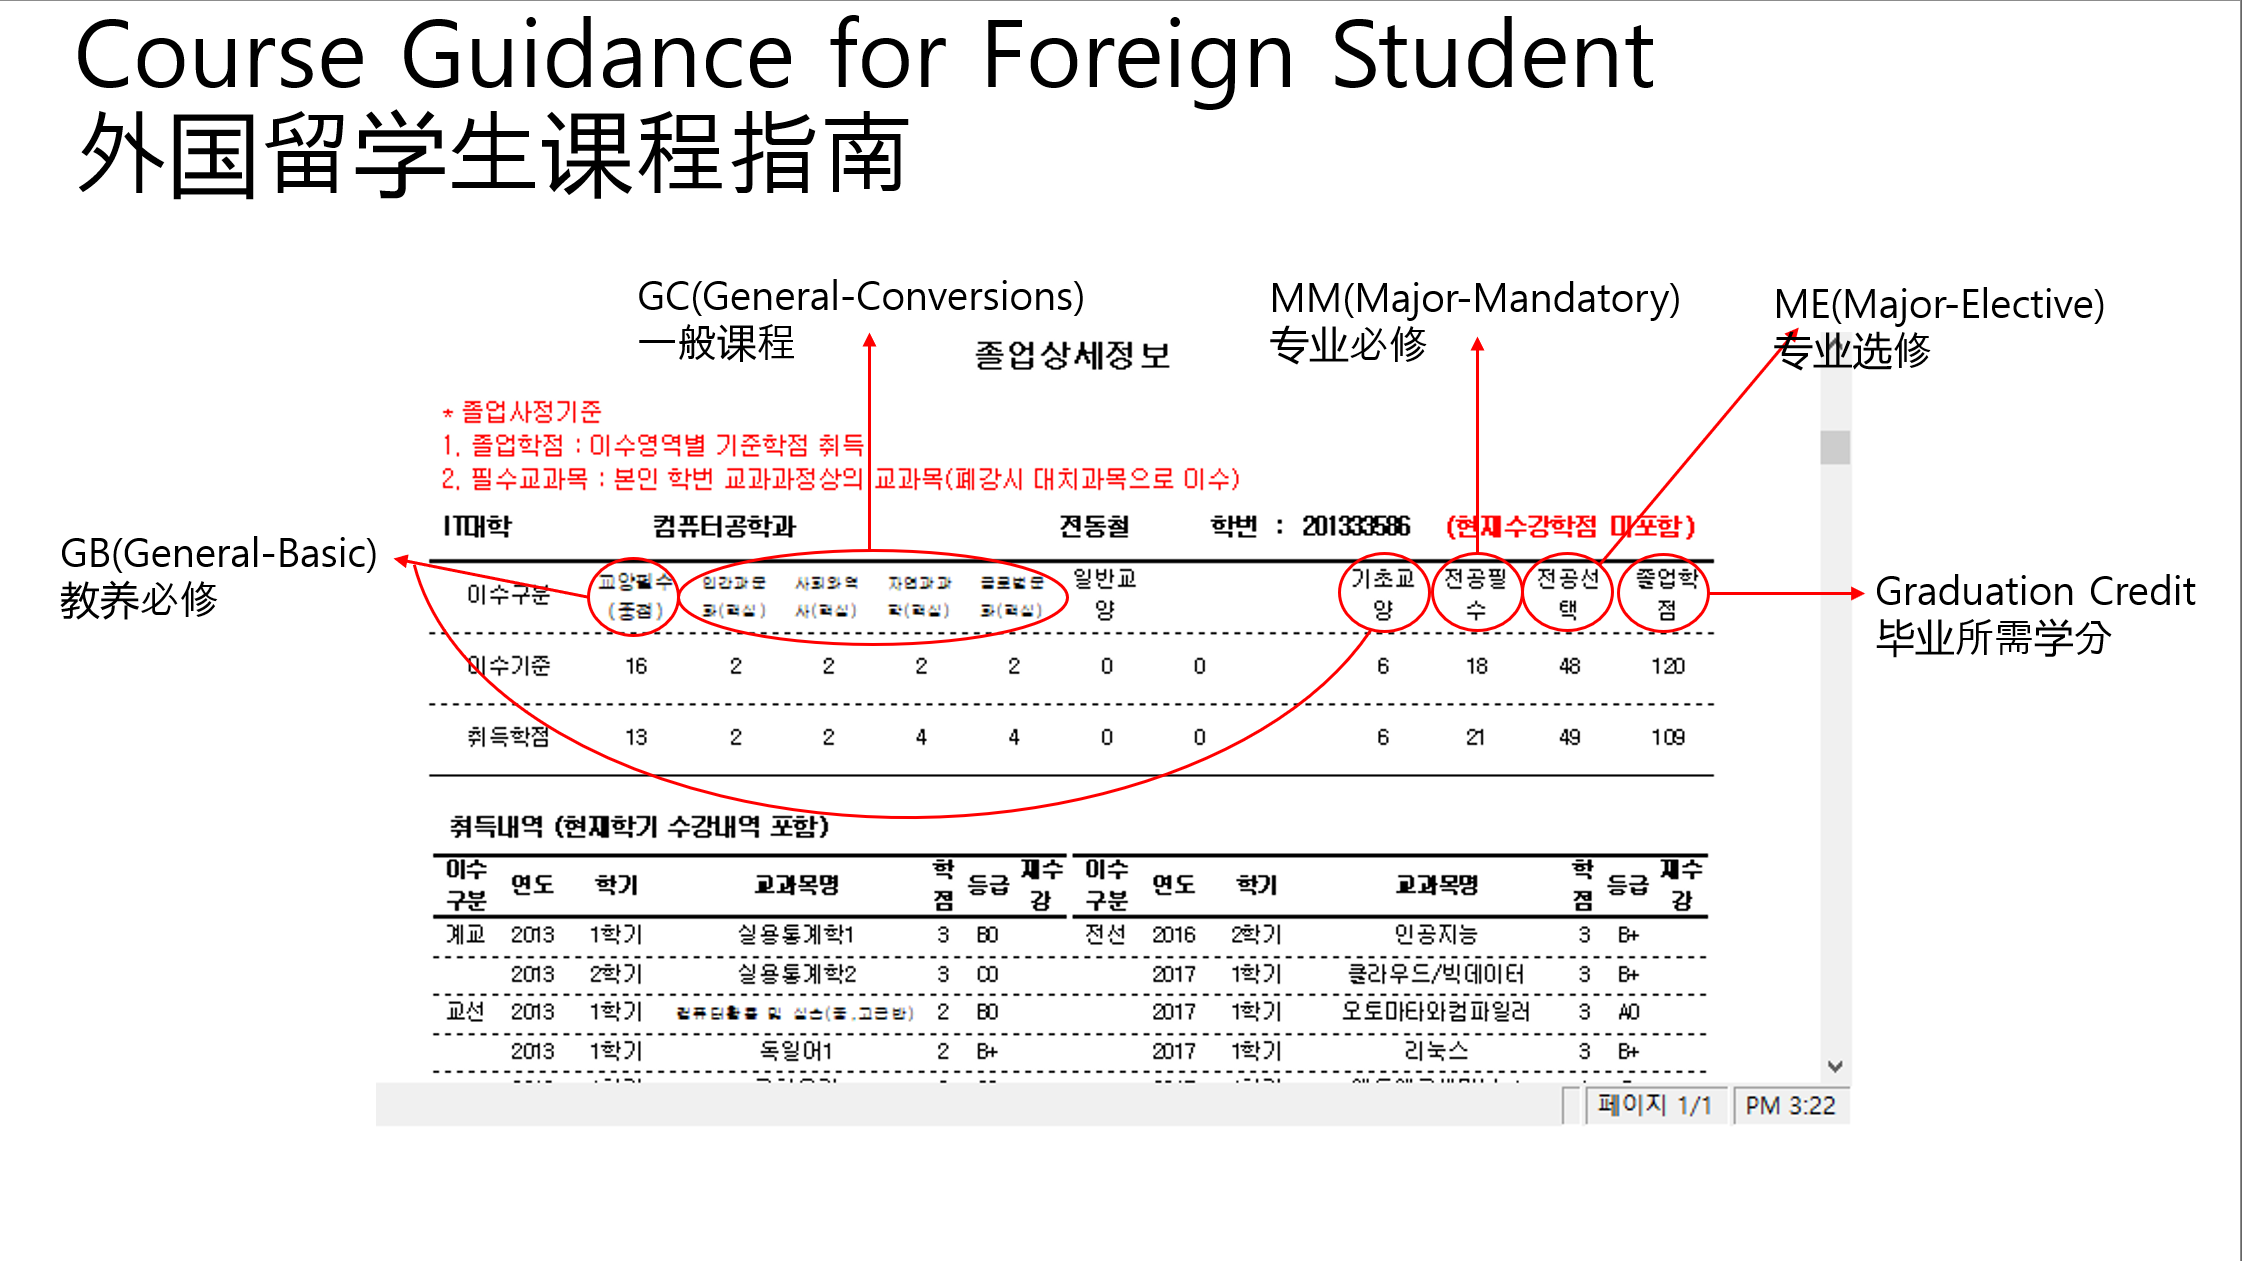 Course Guidance for Foreign Student
外国留学生课程指南
GC(General-Conversions)
一般课程
MM(Major-Mandatory)
专业必修
ME(Major-Elective)
专业选修
졸업상세정보
* 졸업사정기준
1. 졸업학점 : 이수영역별 기준학점 취득
2. 필수교과목 : 본인 학번 교과과정상의 교과목(폐강시 대치과목으로 이수)
IT대학 컴퓨터공학과 전동철 학번 : 201333586 (현재수강학점 미포함)
GB(General-Basic)
教养必修
Graduation Credit
毕业所需学分
이수구분 교양필수(중점) 인간과문화(핵심) 사회와역사(핵심) 자연과과학(핵심) 글로벌문화(핵심) 일반교양 기초교양 전공필수 전공선택 졸업학점
이수기준 16 2 2 2 2 0 0 6 18 48 120
취득학점 13 2 2 4 4 0 0 6 21 49 109
취득내역 (현재학기 수강내역 포함)
이수구분 연도 학기 교과목명 학점 등급 재수강 이수구분 연도 학기 교과목명 학점 등급 재수강
계교 2013 1학기 실용통계학1 3 B0 전선 2016 2학기 인공지능 3 B+
2013 2학기 실용통계학2 3 C0 2017 1학기 클라우드/빅데이터 3 B+
교선 2013 1학기 컴퓨터활용 및 실습(중,고급반) 2 B0 2017 1학기 오토마타와컴파일러 3 A0
2013 1학기 독일어1 2 B+ 2017 1학기 리눅스 3 B+
페이지 1/1 PM 3:22